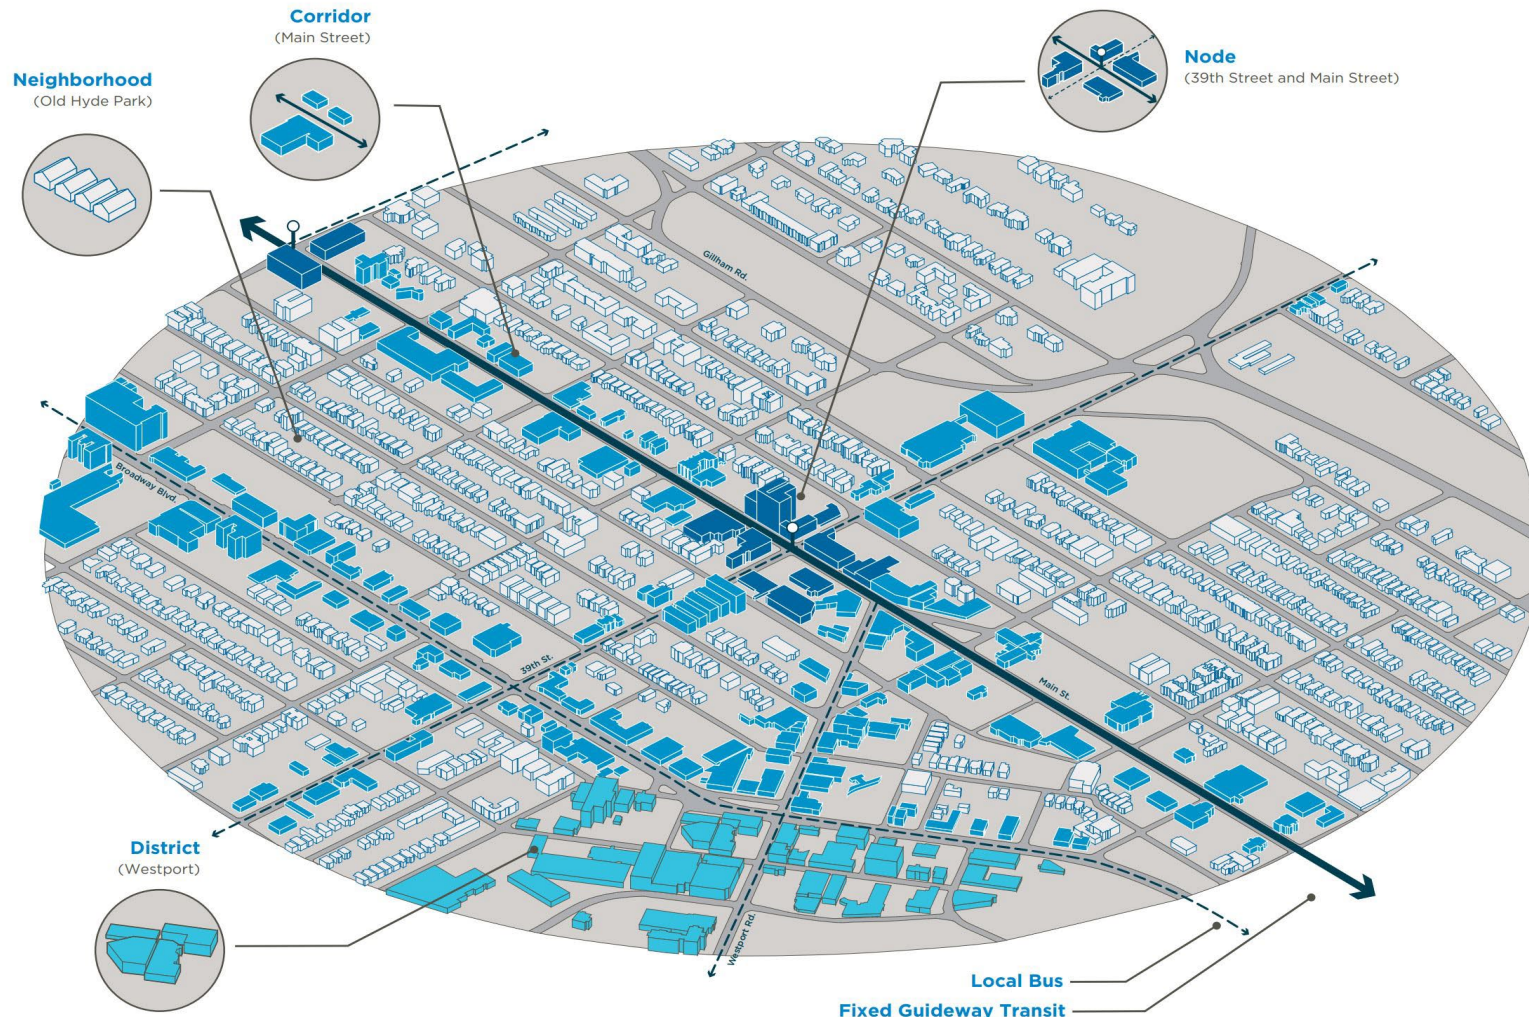 Corridor
(Main Street)
Node
(39th Street and Main Street)
Neighborhood
(Old Hyde Park)
Gillham Rd.
Broadway Blvd.
39th St.
Main St.
District
(Westport)
Westport Rd.
Local Bus
Fixed Guideway Transit